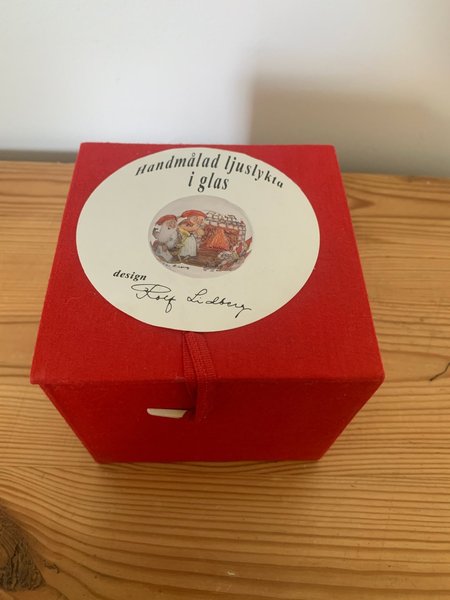 Handmålad ljuslykta
i glas
design
Rolf Lidberg